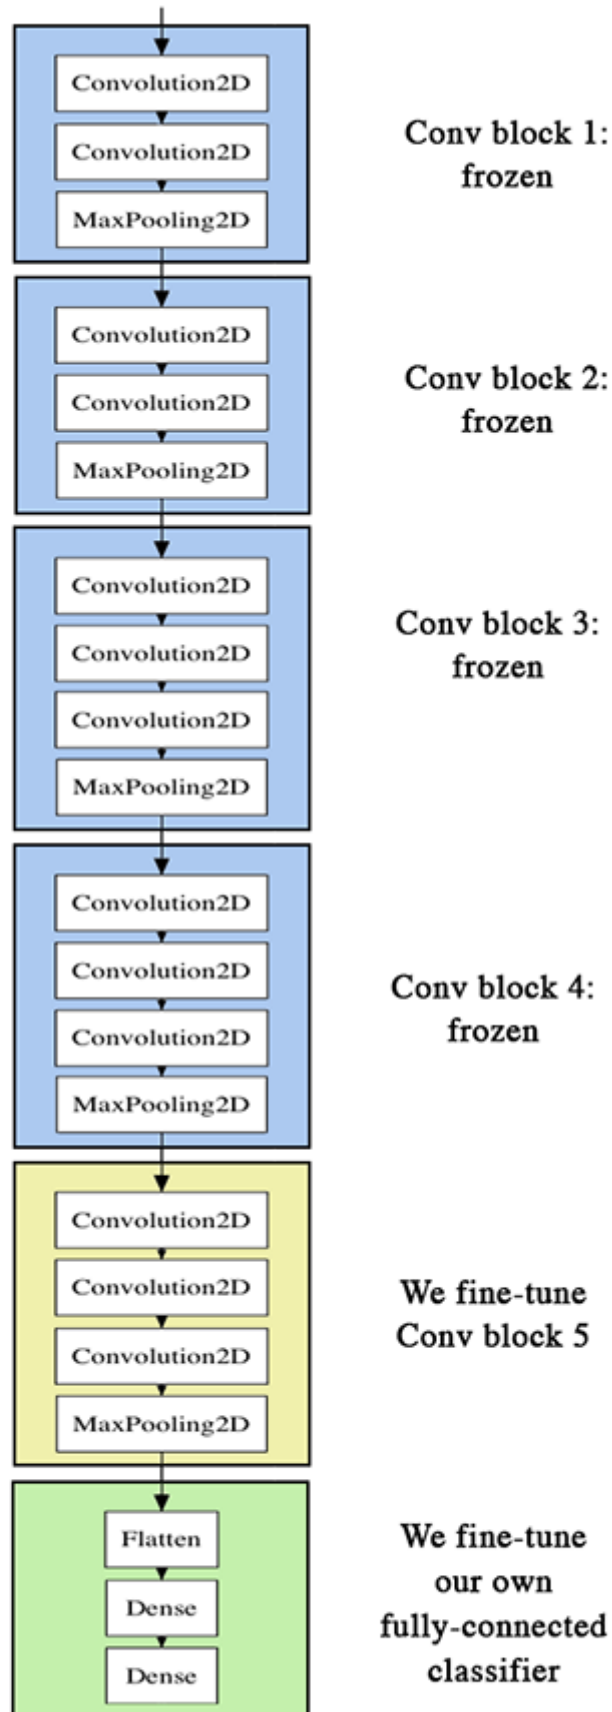 Convolution2D
Convolution2D
MaxPooling2D
Conv block 1:
frozen
Convolution2D
Convolution2D
MaxPooling2D
Conv block 2:
frozen
Convolution2D
Convolution2D
Convolution2D
MaxPooling2D
Conv block 3:
frozen
Convolution2D
Convolution2D
Convolution2D
MaxPooling2D
Conv block 4:
frozen
Convolution2D
Convolution2D
Convolution2D
MaxPooling2D
We fine-tune
Conv block 5
Flatten
Dense
Dense
We fine-tune
our own
fully-connected
classifier